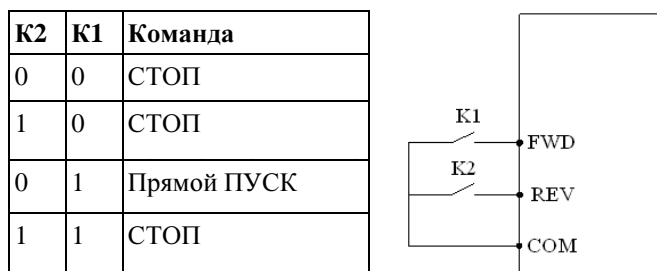 К2 К1 Команда
0 0 СТОП
1 0 СТОП
0 1 Прямой ПУСК
1 1 СТОП
K1
FWD
K2
REV
COM